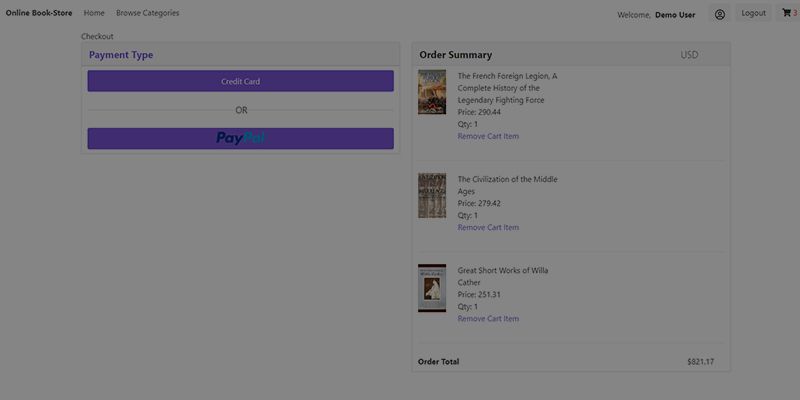 Online Book-Store Home Browse Categories Welcome, Demo User Logout 3
Checkout
Payment Type
Credit Card
OR
PayPal
Order Summary USD
The French Foreign Legion, A
Complete History of the
Legendary Fighting Force
Price: 290.44
Qty: 1
Remove Cart Item
The Civilization of the Middle
Ages
Price: 279.42
Qty: 1
Remove Cart Item
Great Short Works of Willa
Cather
Price: 251.31
Qty: 1
Remove Cart Item
Order Total $821.17